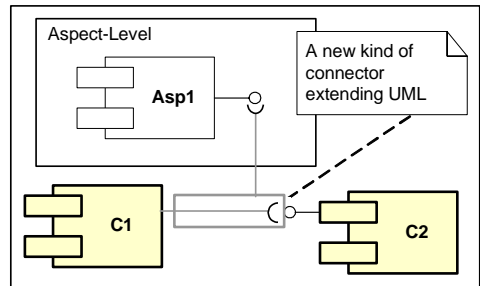 Aspect-Level
Asp1
A new kind of
connector
extending UML
C1
C2